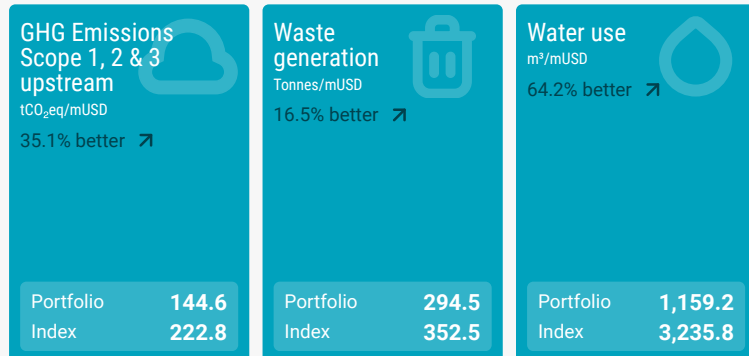 GHG Emissions
Scope 1, 2 & 3
upstream
tCO₂eq/mUSD
35.1% better
Portfolio 144.6
Index 222.8
Waste
generation
Tonnes/mUSD
16.5% better
Portfolio 294.5
Index 352.5
Water use
m³/mUSD
64.2% better
Portfolio 1,159.2
Index 3,235.8